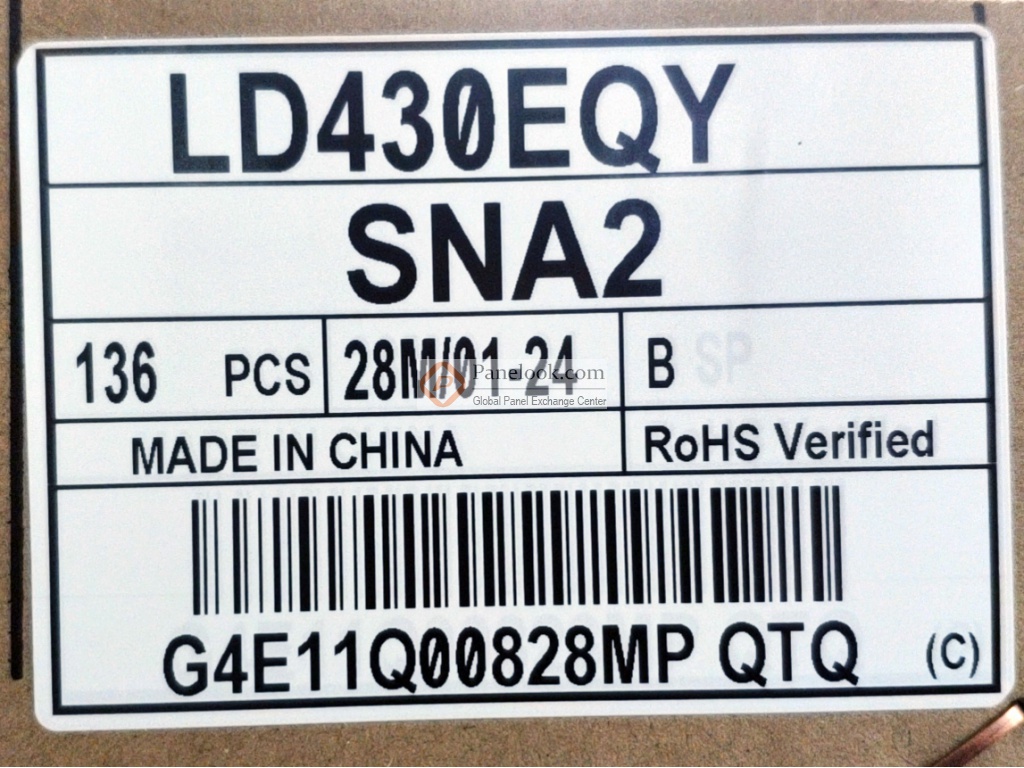 LD430EQY
SNA2
136 PCS 28M/01-24 B SP
Panelook.com
Global Panel Exchange Center
MADE IN CHINA RoHS Verified
G4E11Q00828MP QTQ (C)